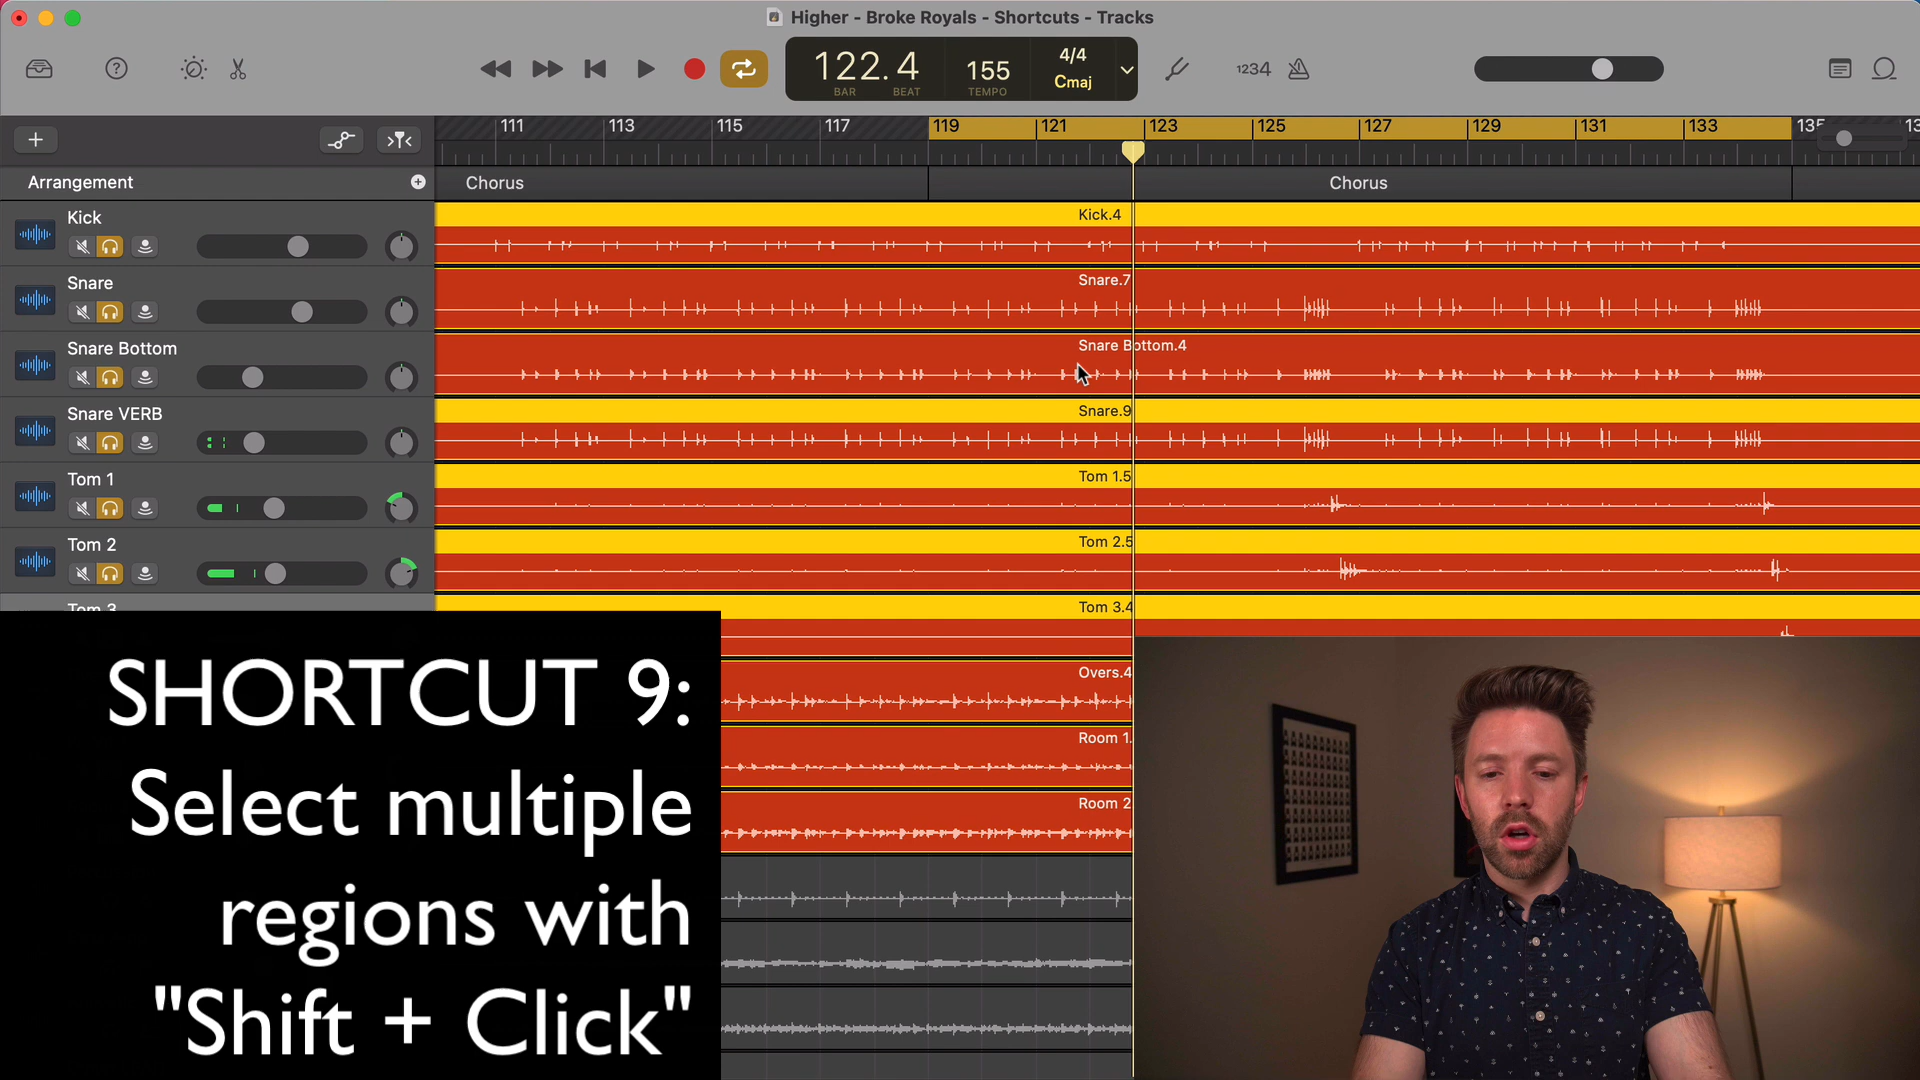 Higher - Broke Royals - Shortcuts - Tracks
122.4
BAR
BEAT
155
TEMPO
4/4
Cmaj
1234
111
113
115
117
119
121
123
125
127
129
131
133
135
Arrangement
Chorus
Chorus
Kick
Kick.4
Snare
Snare.7
Snare Bottom
Snare Bottom.4
Snare VERB
Snare.9
Tom 1
Tom 1.5
Tom 2
Tom 2.5
Tom 3
Tom 3.4
Overs.4
Room 1.
Room 2
SHORTCUT 9:
Select multiple
regions with
"Shift + Click"